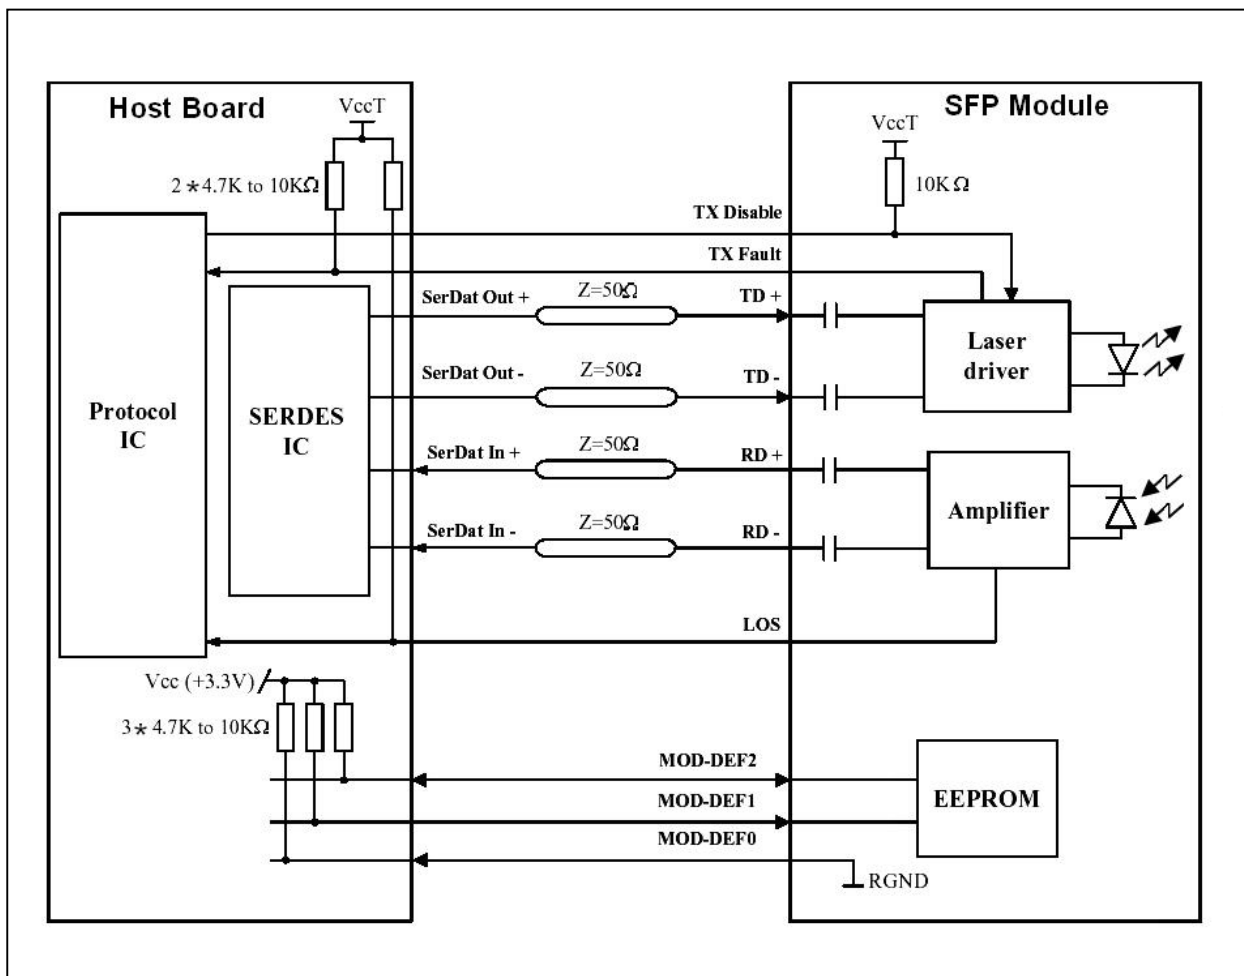 Host Board
SFP Module
VccT
VccT
2*4.7K to 10KΩ
10KΩ
TX Disable
TX Fault
SerDat Out +
Z=50Ω
TD +
Laser
driver
SerDat Out -
Z=50Ω
TD -
Protocol
IC
SERDES
IC
SerDat In +
Z=50Ω
RD +
Amplifier
SerDat In -
Z=50Ω
RD -
LOS
Vcc (+3.3V)
3*4.7K to 10KΩ
MOD-DEF2
EEPROM
MOD-DEF1
MOD-DEF0
RGND